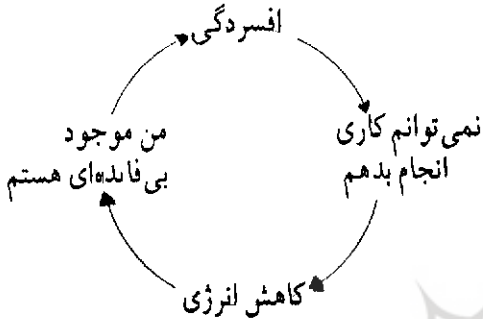 افسردگی
نمی‌توانم کاری
انجام بدهم
کاهش انرژی
من موجود
بی‌فایده‌ای هستم